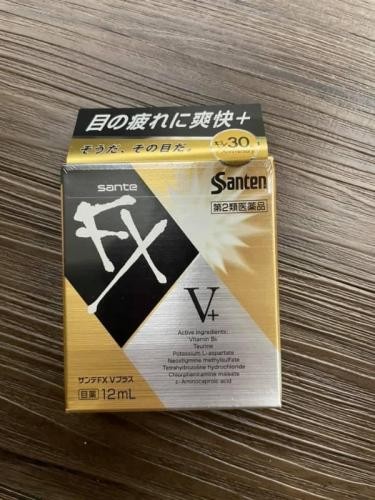 目の疲れに爽快+
そうだ、その目だ。
30
sante
FX
Santen
第2類医薬品
V+
Active ingredients:
Vitamin B6
Taurine
Potassium L-aspartate
Neostigmine methylsulfate
Tetrahydrozoline hydrochloride
Chlorpheniramine maleate
ε-Aminocaproic acid
サンテFX Vプラス
目薬 12mL